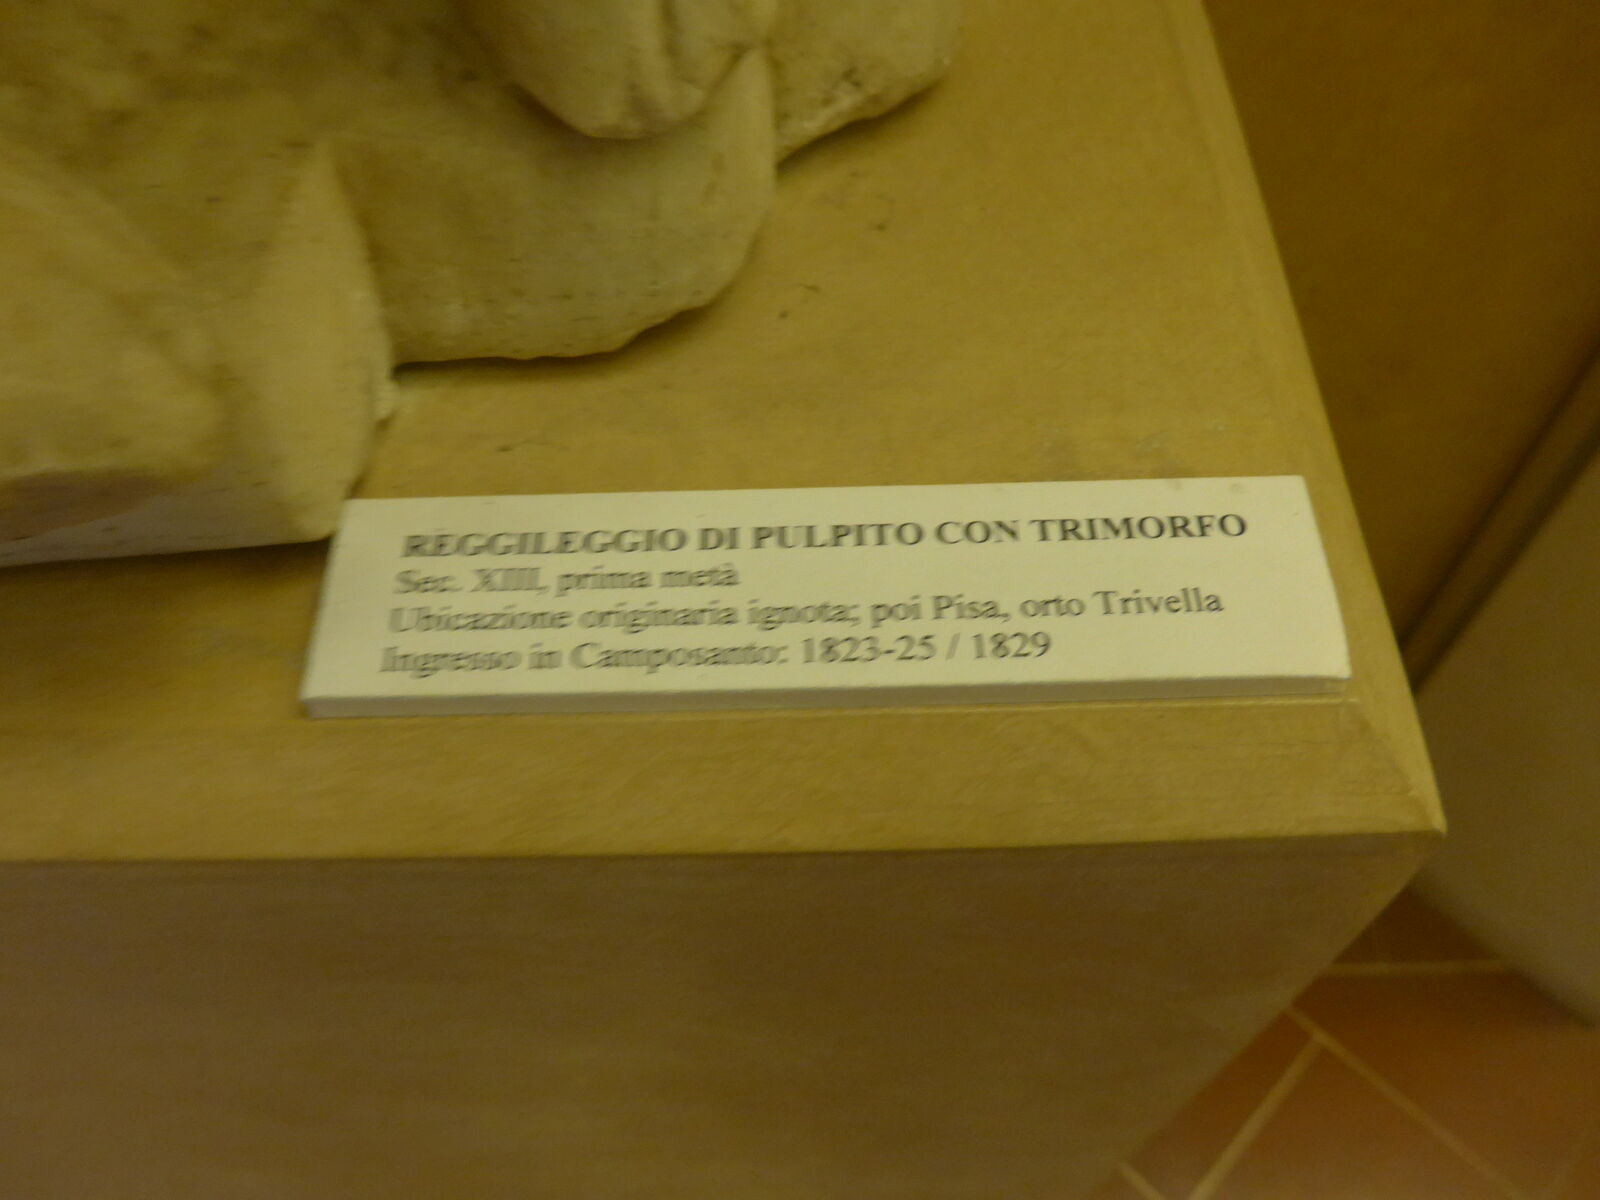 REGGILEGGIO DI PULPITO CON TRIMORFO
Sec. XIII, prima metà
Ubicazione originaria ignota; poi Pisa, orto Trivella
Ingresso in Camposanto: 1823-25 / 1829